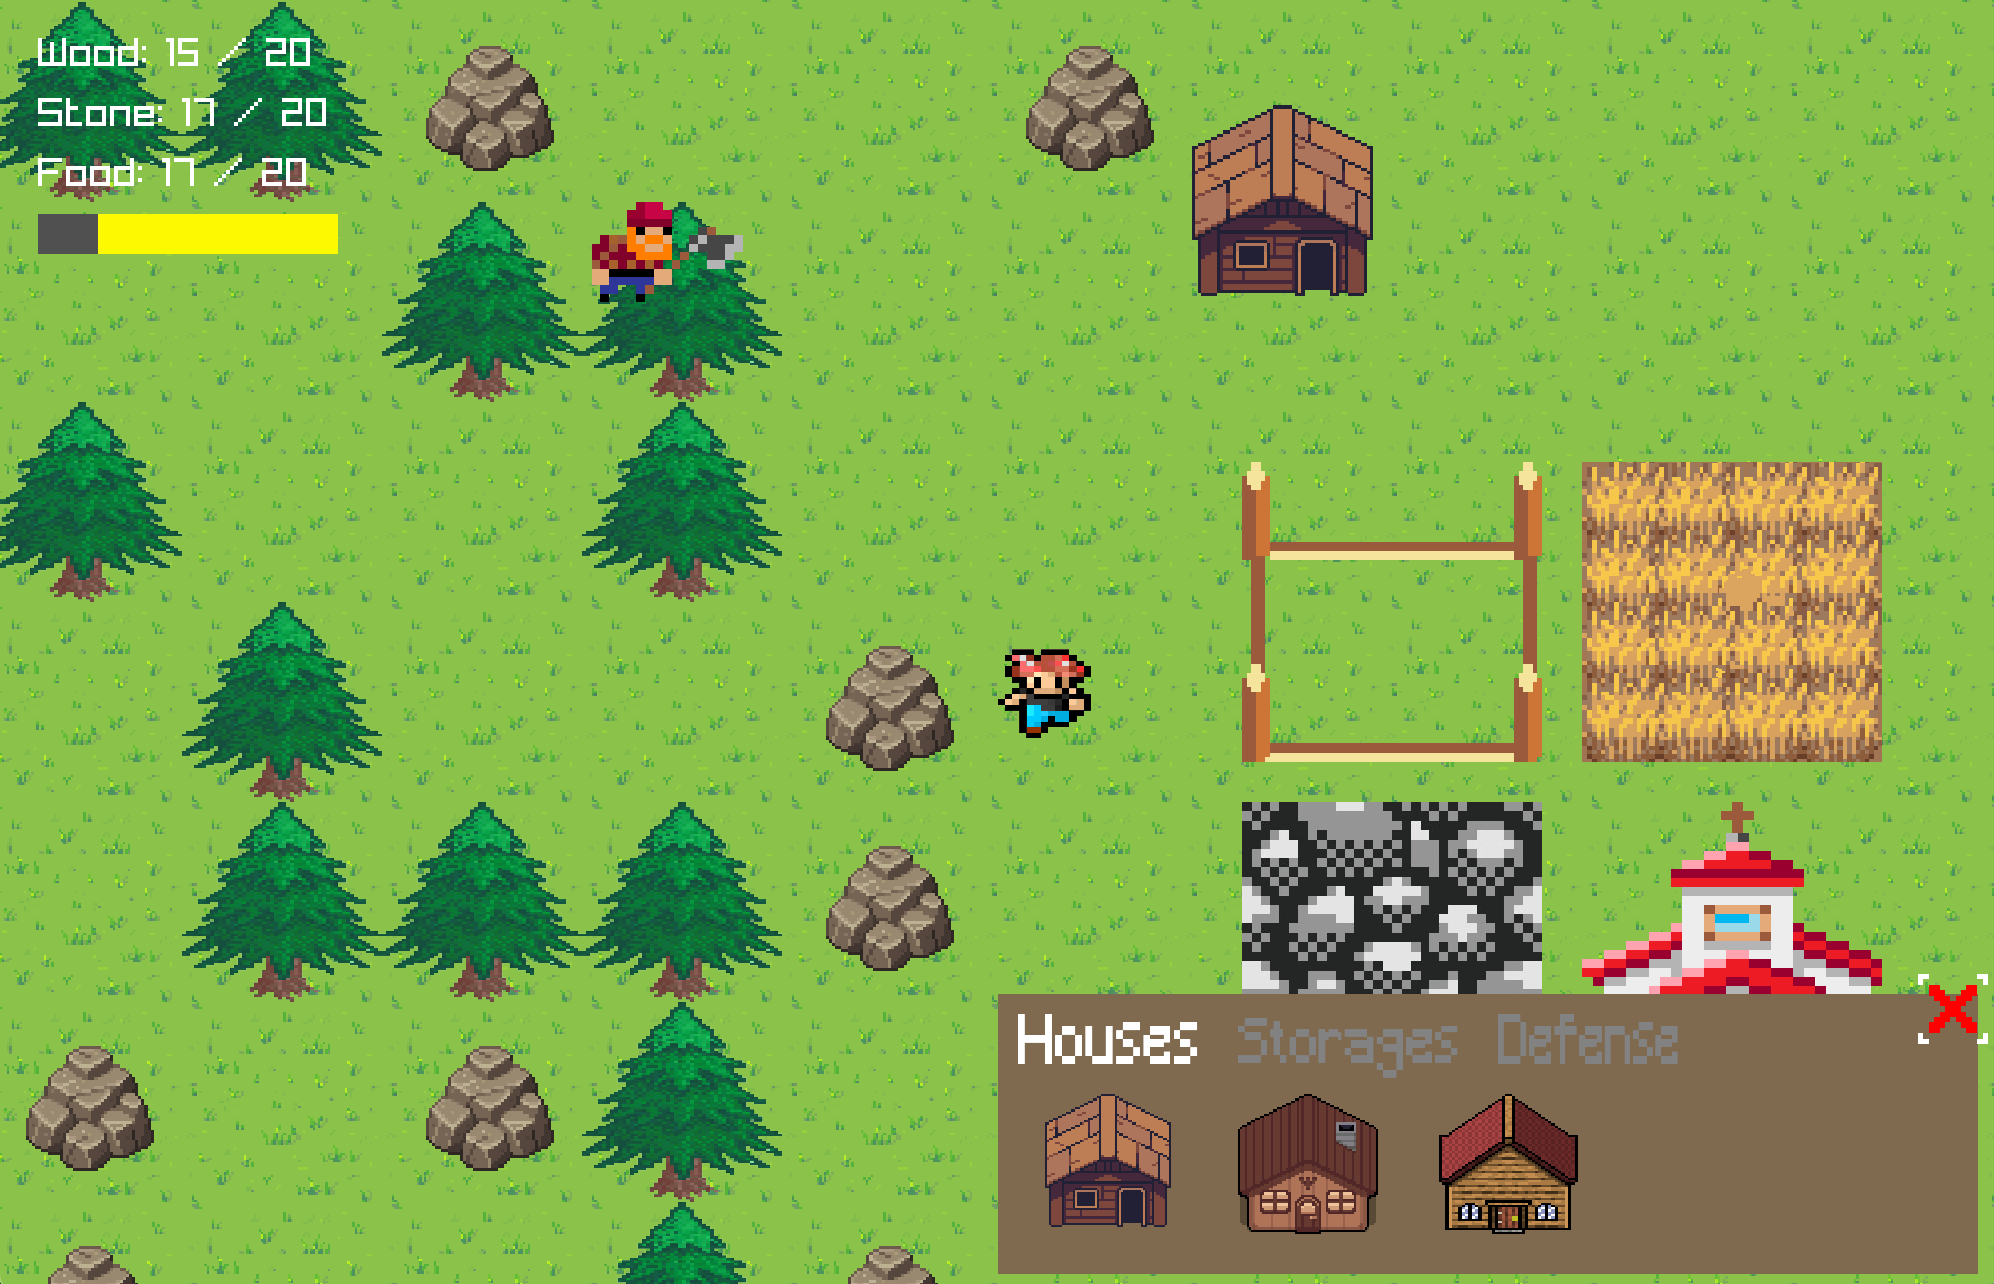 Wood: 15 / 20
Stone: 17 / 20
Food: 17 / 20
Houses Storages Defense